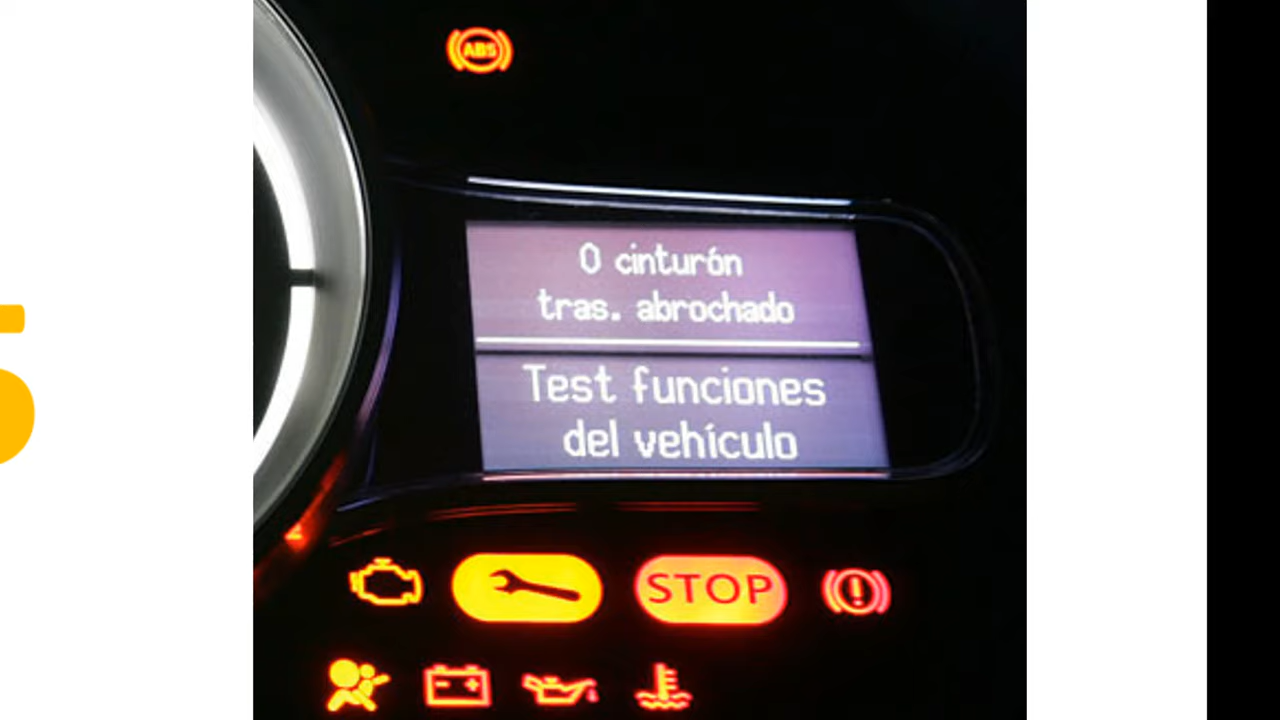 ABS
0 cinturón
tras. abrochado
Test funciones
del vehículo
STOP